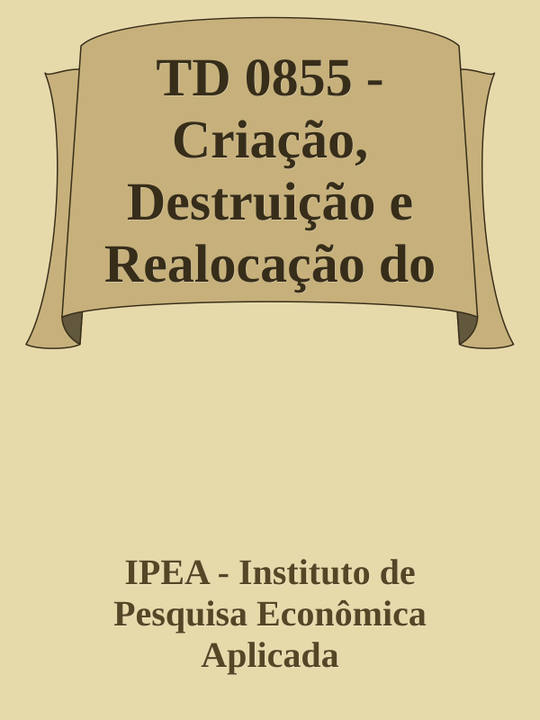 TD 0855 -
Criação,
Destruição e
Realocação do
IPEA - Instituto de
Pesquisa Econômica
Aplicada